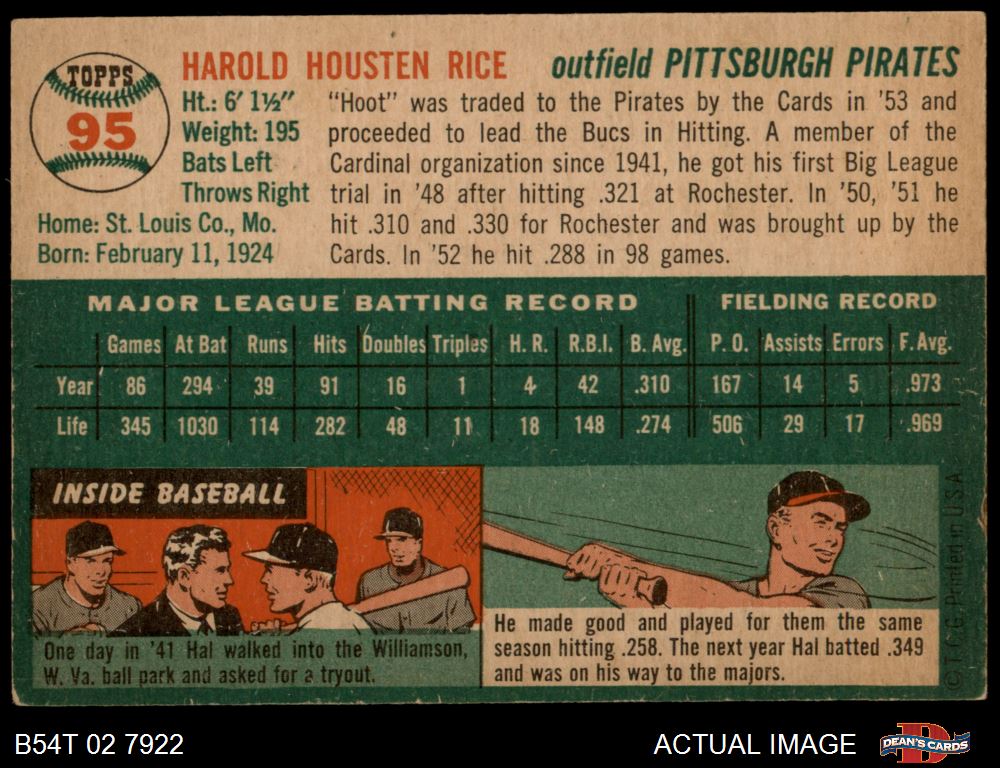 TOPPS
95
HAROLD HOUSTEN RICE
outfield PITTSBURGH PIRATES
Ht.: 6' 1½"
Weight: 195
Bats Left
Throws Right
Home: St. Louis Co., Mo.
Born: February 11, 1924
"Hoot" was traded to the Pirates by the Cards in '53 and
proceeded to lead the Bucs in Hitting. A member of the
Cardinal organization since 1941, he got his first Big League
trial in '48 after hitting .321 at Rochester. In '50, '51 he
hit .310 and .330 for Rochester and was brought up by the
Cards. In '52 he hit .288 in 98 games.
MAJOR LEAGUE BATTING RECORD FIELDING RECORD
Games At Bat Runs Hits Doubles Triples H. R. R.B.I. B. Avg. P. O. Assists Errors F. Avg.
Year 86 294 39 91 16 1 4 42 .310 167 14 5 .973
Life 345 1030 114 282 48 11 18 148 .274 506 29 17 .969
INSIDE BASEBALL
One day in '41 Hal walked into the Williamson,
W. Va. ball park and asked for a tryout.
He made good and played for them the same
season hitting .258. The next year Hal batted .349
and was on his way to the majors.
© T.C.G. Printed in U.S.A.
B54T 02 7922
ACTUAL IMAGE
DEAN'S CARDS